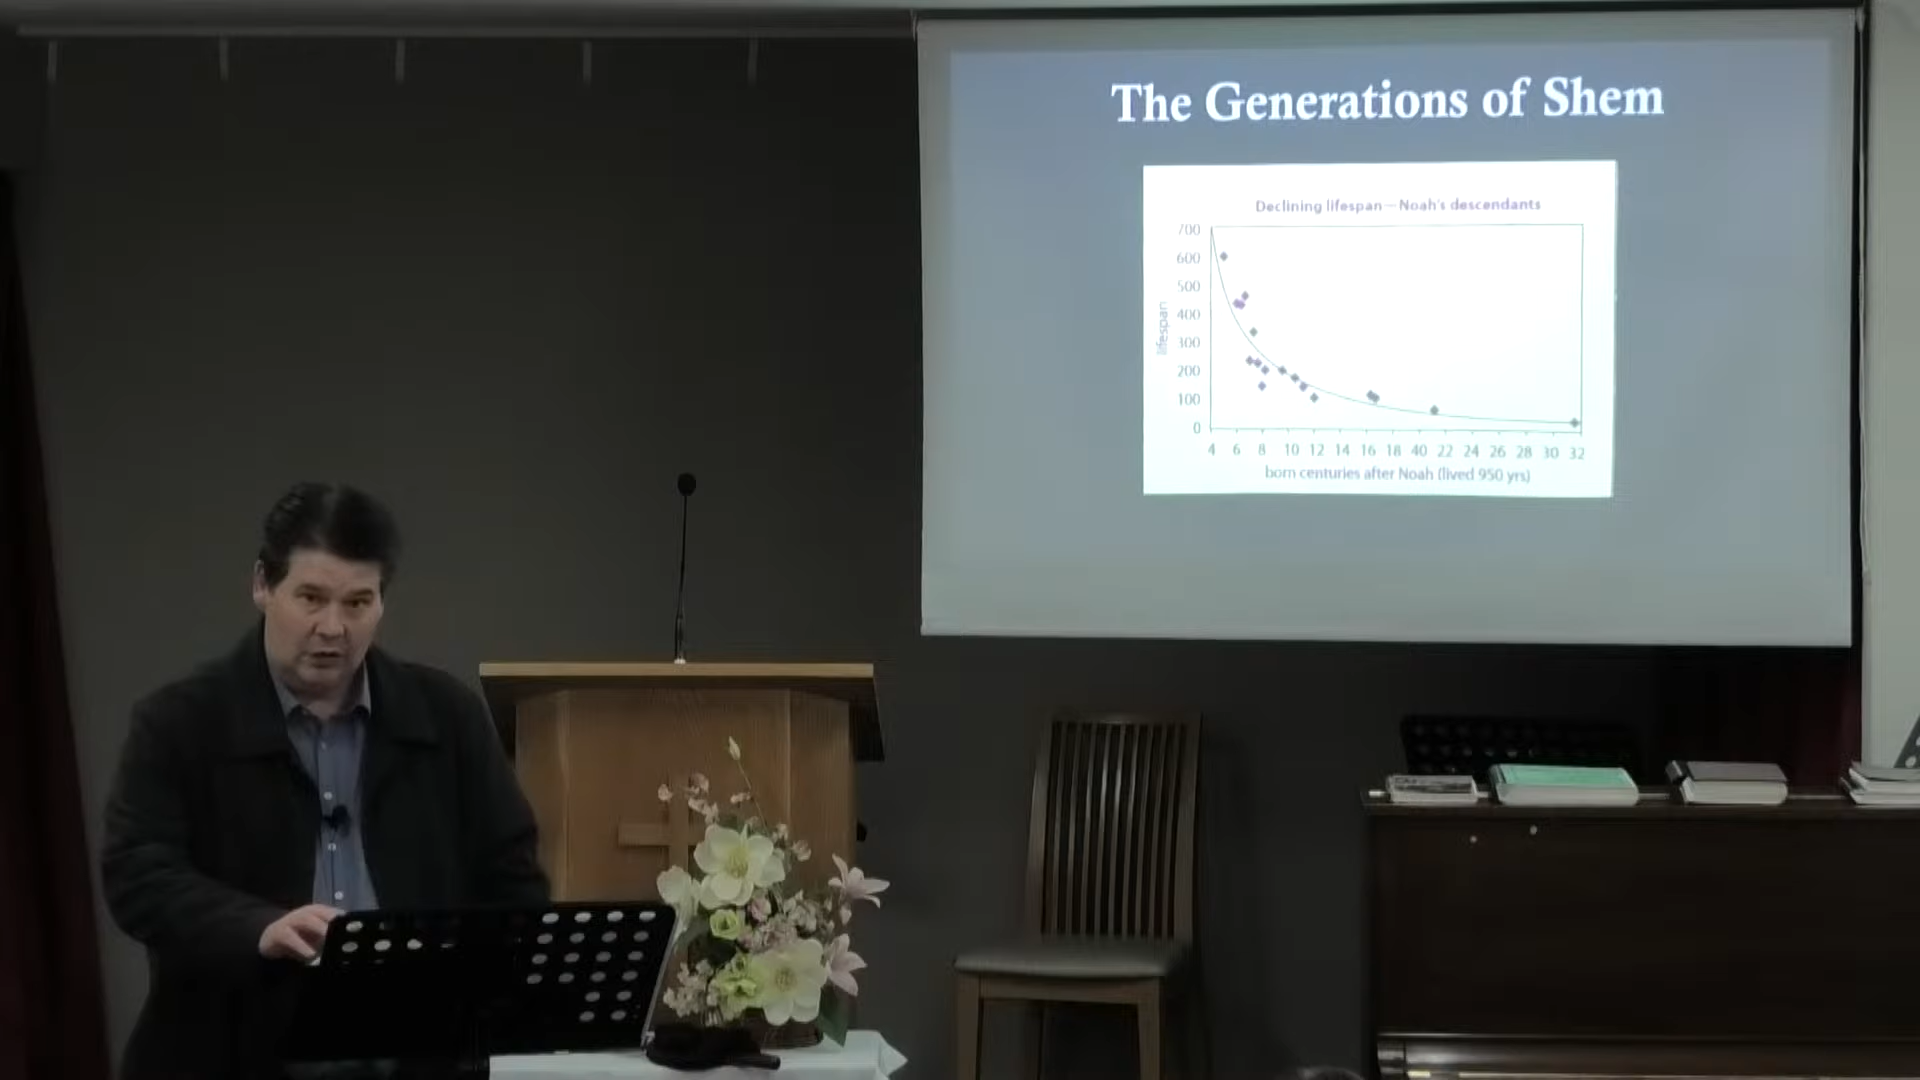 The Generations of Shem
Declining lifespan—Noah's descendants
700
600
500
400
300
200
100
0
lifespan
4 6 8 10 12 14 16 18 40 22 24 26 28 30 32
born centuries after Noah (lived 950 yrs)